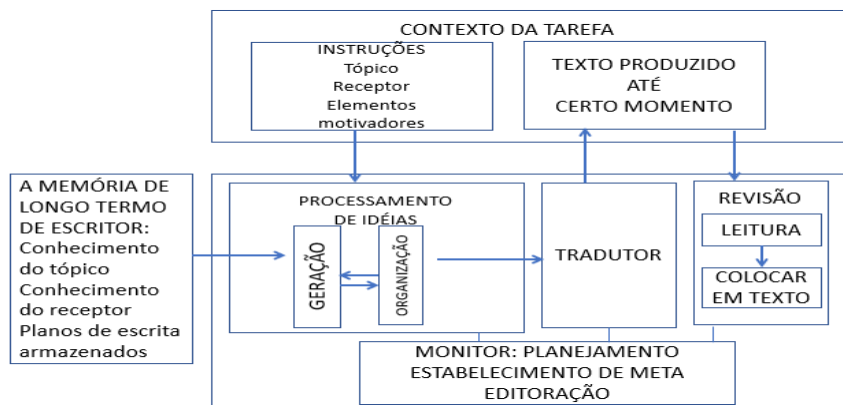 CONTEXTO DA TAREFA
INSTRUÇÕES
Tópico
Receptor
Elementos
motivadores
TEXTO PRODUZIDO
ATÉ
CERTO MOMENTO
A MEMÓRIA DE
LONGO TERMO
DE ESCRITOR:
Conhecimento
do tópico
Conhecimento
do receptor
Planos de escrita
armazenados
PROCESSAMENTO
DE IDÉIAS
GERAÇÃO
ORGANIZAÇÃO
TRADUTOR
REVISÃO
LEITURA
COLOCAR
EM TEXTO
MONITOR: PLANEJAMENTO
ESTABELECIMENTO DE META
EDITORAÇÃO